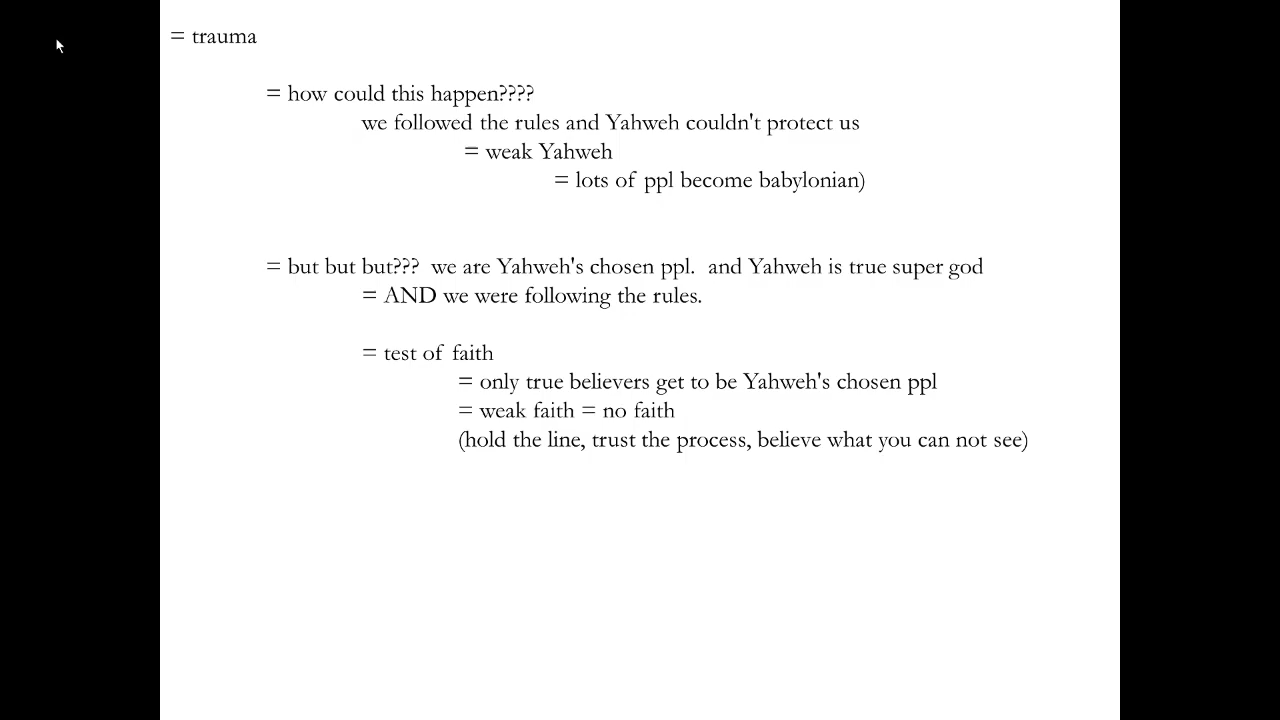 = trauma
= how could this happen????
we followed the rules and Yahweh couldn't protect us
= weak Yahweh
= lots of ppl become babylonian)
= but but but??? we are Yahweh's chosen ppl. and Yahweh is true super god
= AND we were following the rules.
= test of faith
= only true believers get to be Yahweh's chosen ppl
= weak faith = no faith
(hold the line, trust the process, believe what you can not see)